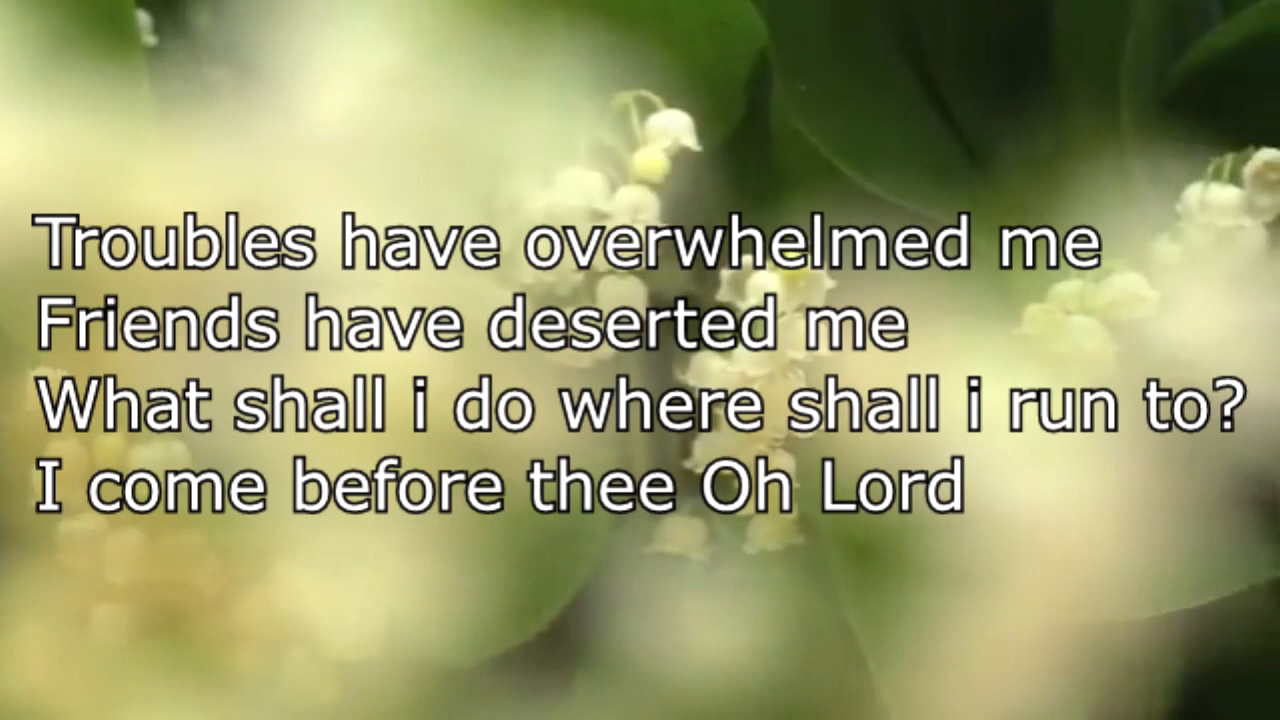 Troubles have overwhelmed me
Friends have deserted me
What shall i do where shall i run to?
I come before thee Oh Lord